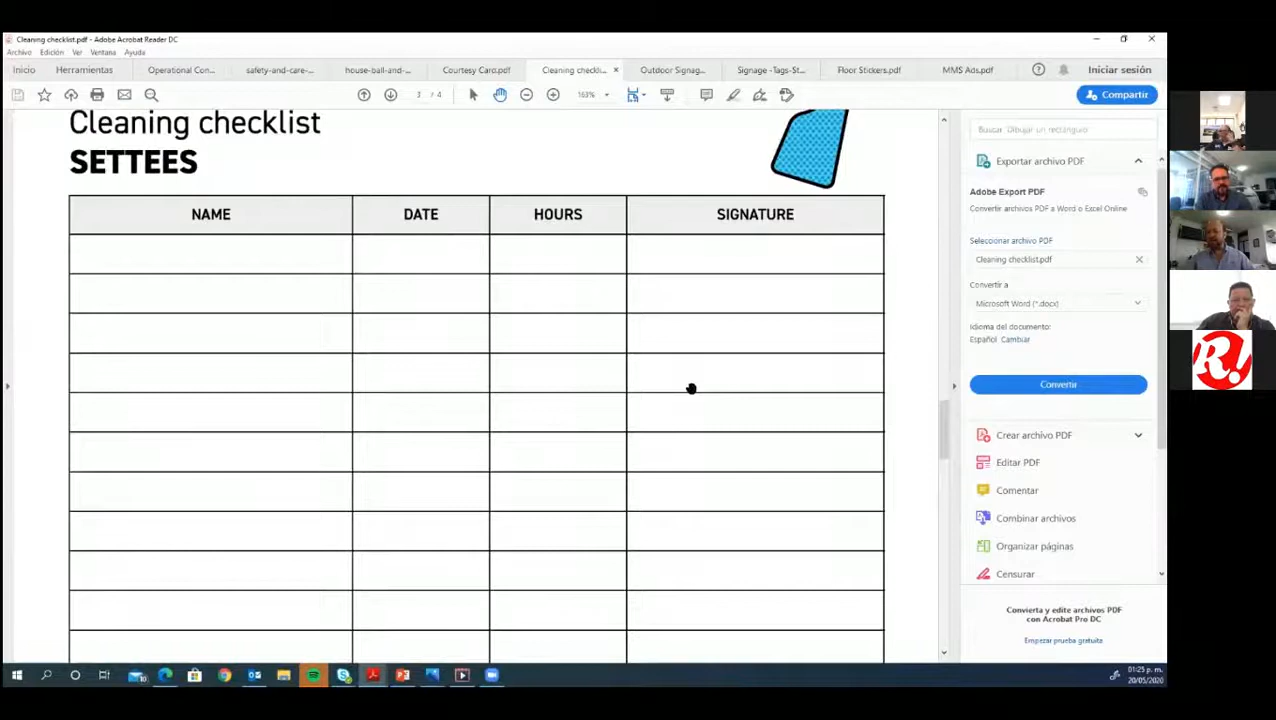 Cleaning checklist.pdf - Adobe Acrobat Reader DC
Archivo Edición Ver Ventana Ayuda
Inicio Herramientas Operational Con... safety-and-care-... house-ball-and-... Courtesy Card.pdf Cleaning checkli... × Outdoor Signag... Signage -Tags-St... Floor Stickers.pdf MMS Ads.pdf Iniciar sesión
3 / 4 163% Compartir
Cleaning checklist
SETTEES
NAME DATE HOURS SIGNATURE
Buscar: Dibujar un rectángulo
Exportar archivo PDF
Adobe Export PDF
Convertir archivos PDF a Word o Excel Online
Seleccionar archivo PDF
Cleaning checklist.pdf
Convertir a
Microsoft Word (*.docx)
Idioma del documento:
Español Cambiar
Convertir
Crear archivo PDF
Editar PDF
Comentar
Combinar archivos
Organizar páginas
Censurar
Convierta y edite archivos PDF
con Acrobat Pro DC
Empezar prueba gratuita
R!
01:25 p. m.
20/05/2020